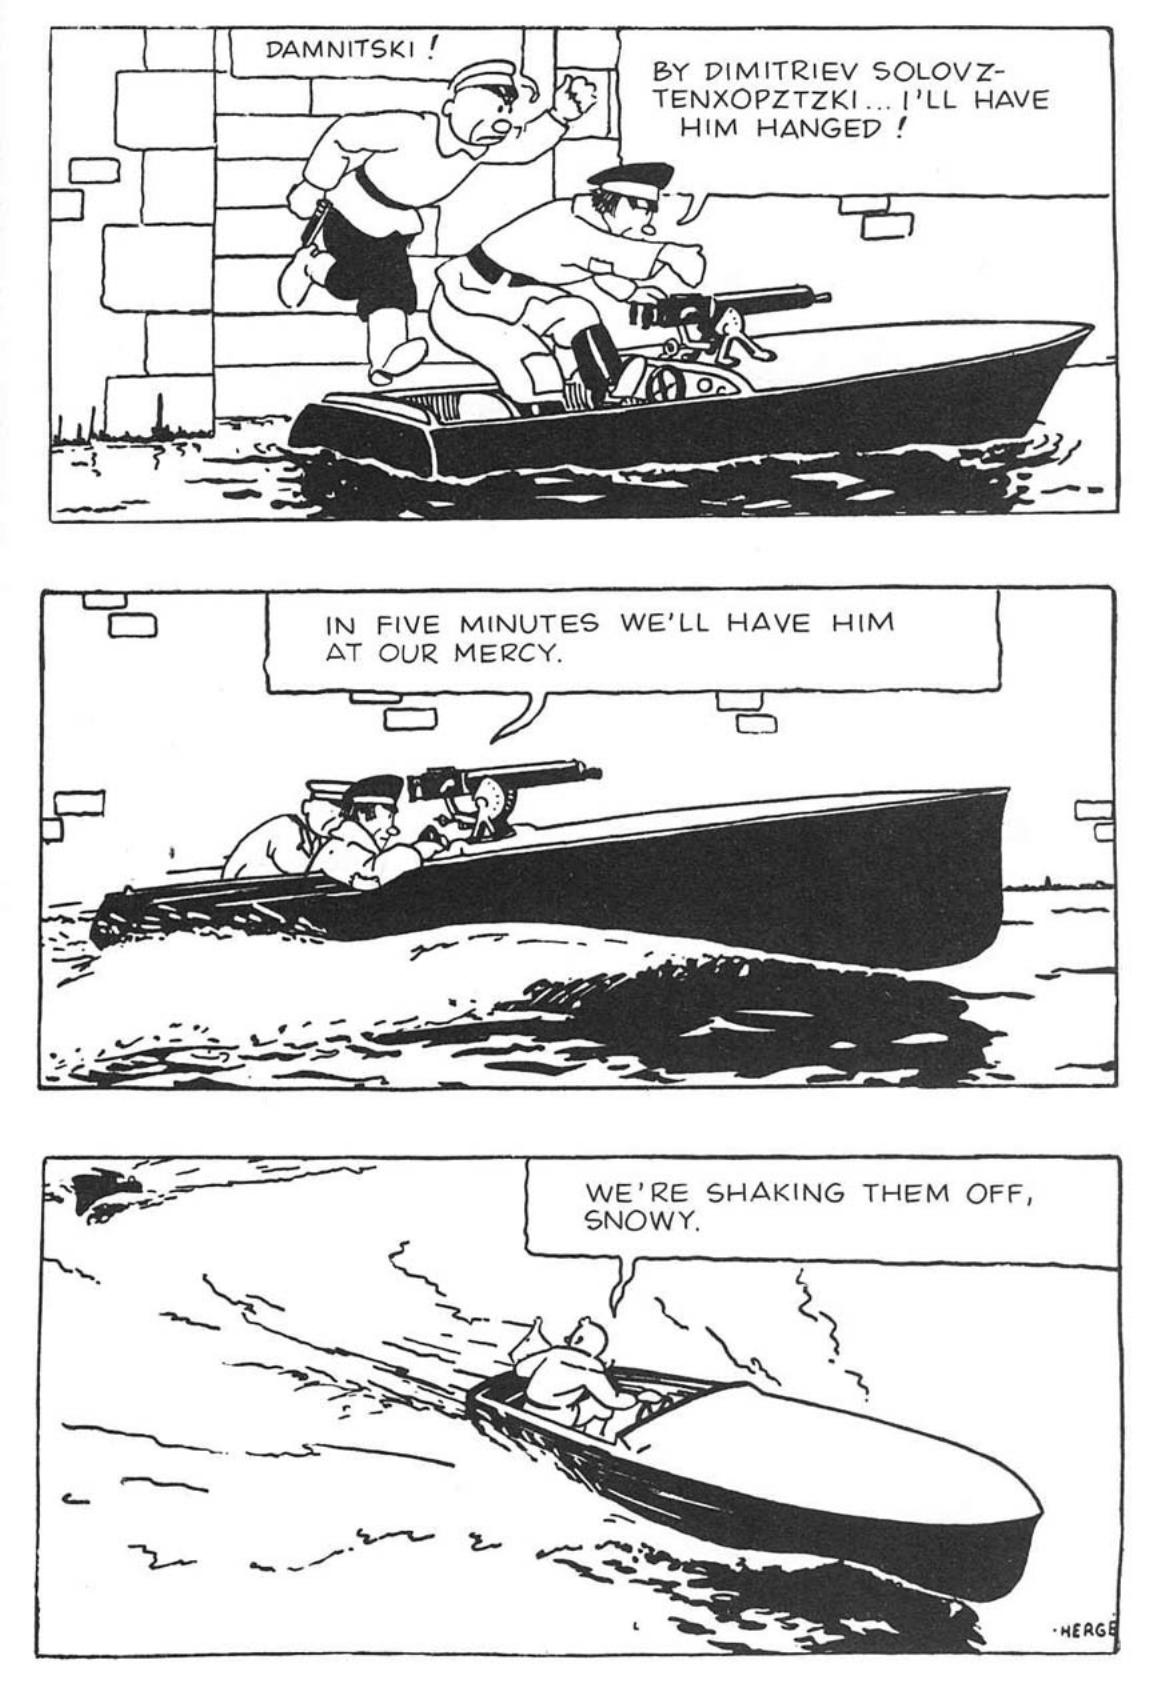 DAMNITSKI!
BY DIMITRIEV SOLOVZ-
TENXOPZTZKI... I'LL HAVE
HIM HANGED!
IN FIVE MINUTES WE'LL HAVE HIM
AT OUR MERCY.
WE'RE SHAKING THEM OFF,
SNOWY.
·HERGÉ